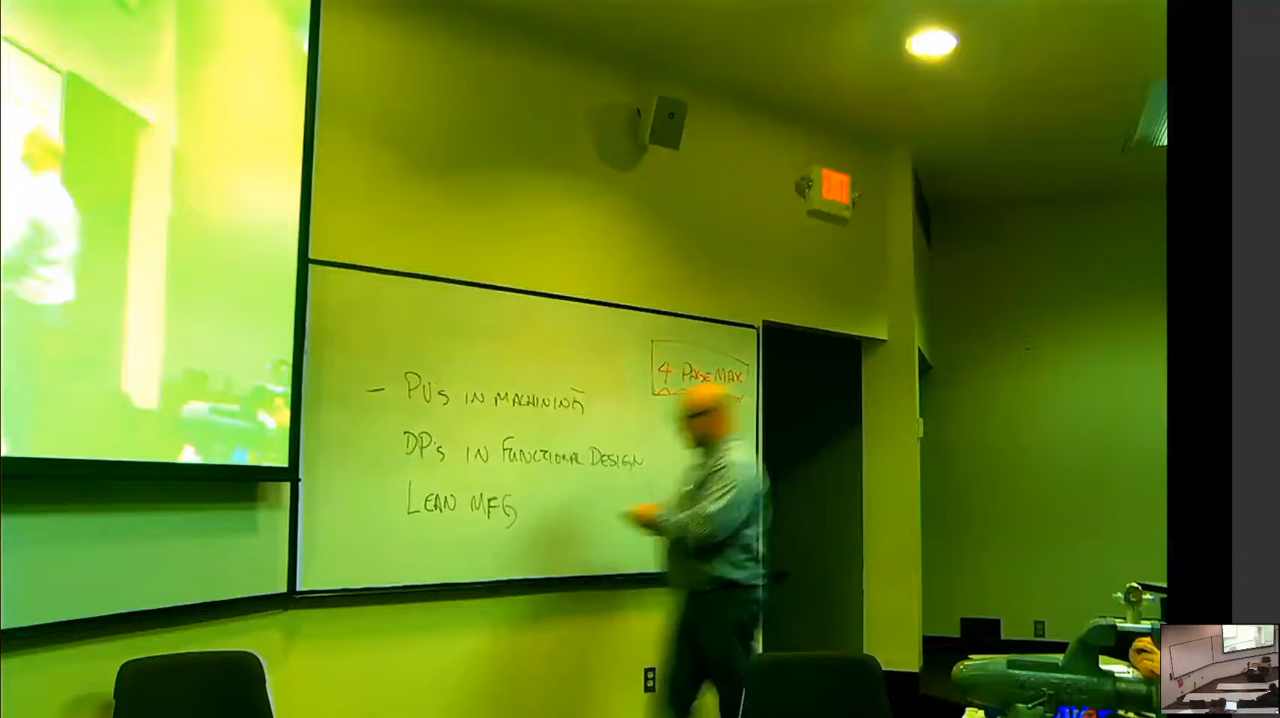 4 PAGE MAX
- PV's IN MACHINING
DP's IN FUNCTIONAL DESIGN
LEAN MFG